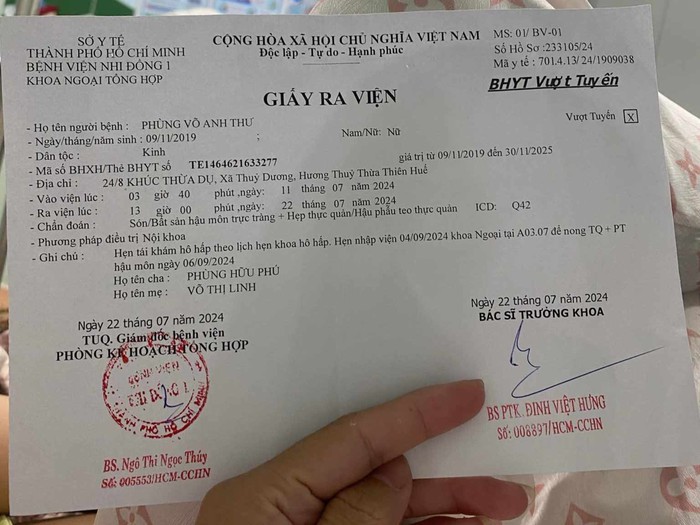 SỞ Y TẾ
THÀNH PHỐ HỒ CHÍ MINH
BỆNH VIỆN NHI ĐỒNG 1
KHOA NGOẠI TỔNG HỢP
CỘNG HÒA XÃ HỘI CHỦ NGHĨA VIỆT NAM
Độc lập - Tự do - Hạnh phúc
MS: 01/ BV-01
Số Hồ Sơ :233105/24
Mã y tế : 701.4.13/24/1909038
BHYT Vượt Tuyến
GIẤY RA VIỆN
Vượt Tuyến X
- Họ tên người bệnh : PHÙNG VÕ ANH THƯ
- Ngày/tháng/năm sinh : 09/11/2019 ; Nam/Nữ: Nữ
- Dân tộc : Kinh
- Mã số BHXH/Thẻ BHYT số TE1464621633277 giá trị từ 09/11/2019 đến 30/11/2025
- Địa chỉ : 24/8 KHÚC THỪA DỤ, Xã Thuỷ Dương, Hương Thuỷ Thừa Thiên Huế
- Vào viện lúc : 03 giờ 40 phút ,ngày: 11 tháng 07 năm 2024
- Ra viện lúc : 13 giờ 00 phút ,ngày: 22 tháng 07 năm 2024
- Chẩn đoán : Són/Bất sản hậu môn trực tràng + Hẹp thực quản/Hậu phẫu teo thực quản ICD: Q42
- Phương pháp điều trị Nội khoa
- Ghi chú : Hẹn tái khám hô hấp theo lịch hẹn khoa hô hấp. Hẹn nhập viện 04/09/2024 khoa Ngoại tại A03.07 để nong TQ + PT
hậu môn ngày 06/09/2024
Họ tên cha : PHÙNG HỮU PHÚ
Họ tên mẹ : VÕ THỊ LINH
Ngày 22 tháng 07 năm 2024
TUQ. Giám đốc bệnh viện
PHÒNG KẾ HOẠCH TỔNG HỢP
BỆNH VIỆN
NHI ĐỒNG 1
THÀNH PHỐ HỒ CHÍ MINH
BS. Ngô Thị Ngọc Thúy
Số: 005553/HCM-CCHN
Ngày 22 tháng 07 năm 2024
BÁC SĨ TRƯỞNG KHOA
BS PTK. ĐINH VIỆT HƯNG
Số: 008897/HCM-CCHN